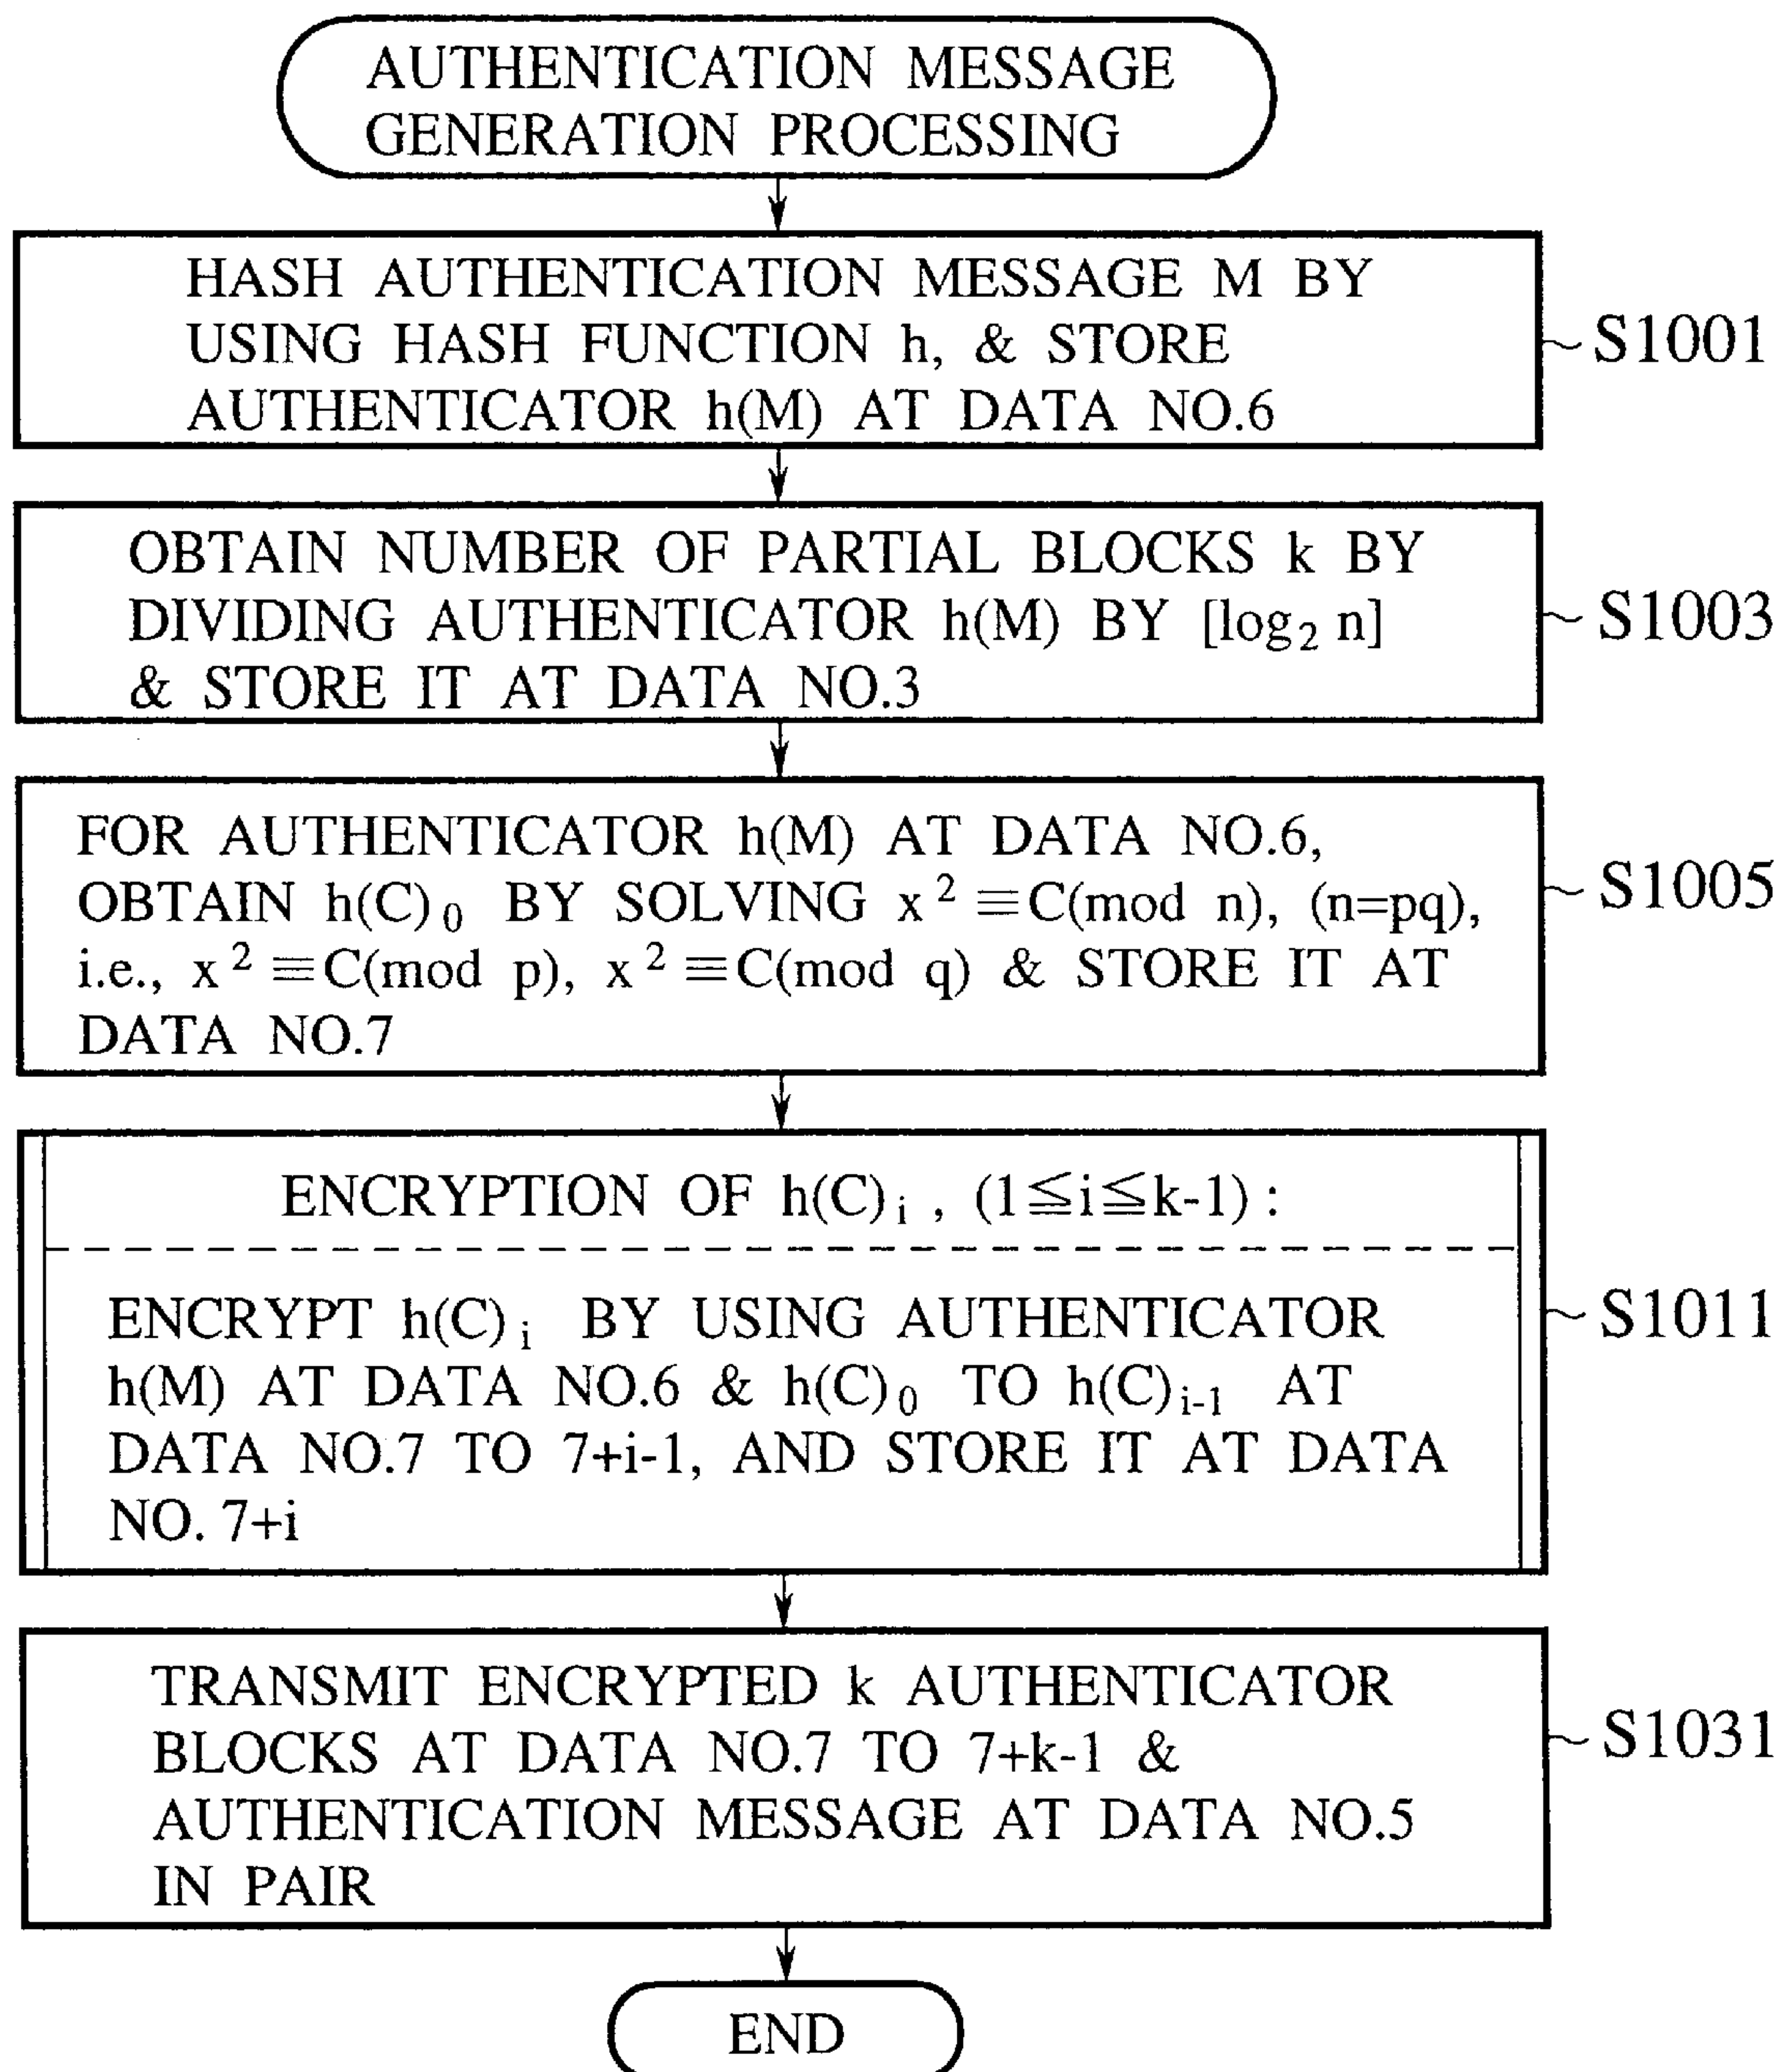 AUTHENTICATION MESSAGE
GENERATION PROCESSING
HASH AUTHENTICATION MESSAGE M BY
USING HASH FUNCTION h, & STORE
AUTHENTICATOR h(M) AT DATA NO.6
S1001
OBTAIN NUMBER OF PARTIAL BLOCKS k BY
DIVIDING AUTHENTICATOR h(M) BY [log₂ n]
& STORE IT AT DATA NO.3
S1003
FOR AUTHENTICATOR h(M) AT DATA NO.6,
OBTAIN h(C)₀ BY SOLVING x² ≡C(mod n), (n=pq),
i.e., x² ≡C(mod p), x² ≡C(mod q) & STORE IT AT
DATA NO.7
S1005
ENCRYPTION OF h(C)ᵢ , (1≦i≦k-1) :
ENCRYPT h(C)ᵢ BY USING AUTHENTICATOR
h(M) AT DATA NO.6 & h(C)₀ TO h(C)ᵢ₋₁ AT
DATA NO.7 TO 7+i-1, AND STORE IT AT DATA
NO. 7+i
S1011
TRANSMIT ENCRYPTED k AUTHENTICATOR
BLOCKS AT DATA NO.7 TO 7+k-1 &
AUTHENTICATION MESSAGE AT DATA NO.5
IN PAIR
S1031
END